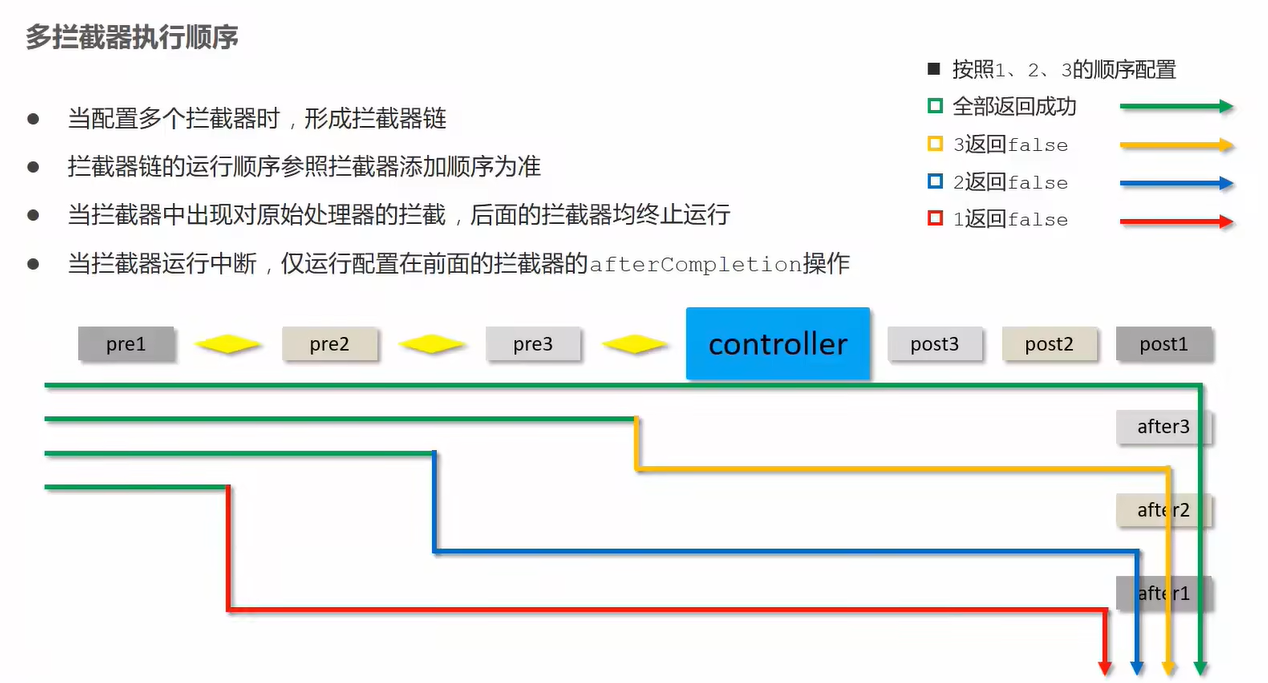 多拦截器执行顺序
当配置多个拦截器时，形成拦截器链
拦截器链的运行顺序参照拦截器添加顺序为准
当拦截器中出现对原始处理器的拦截，后面的拦截器均终止运行
当拦截器运行中断，仅运行配置在前面的拦截器的afterCompletion操作
按照1、2、3的顺序配置
全部返回成功
3返回false
2返回false
1返回false
pre1 pre2 pre3 controller post3 post2 post1
after3
after2
after1